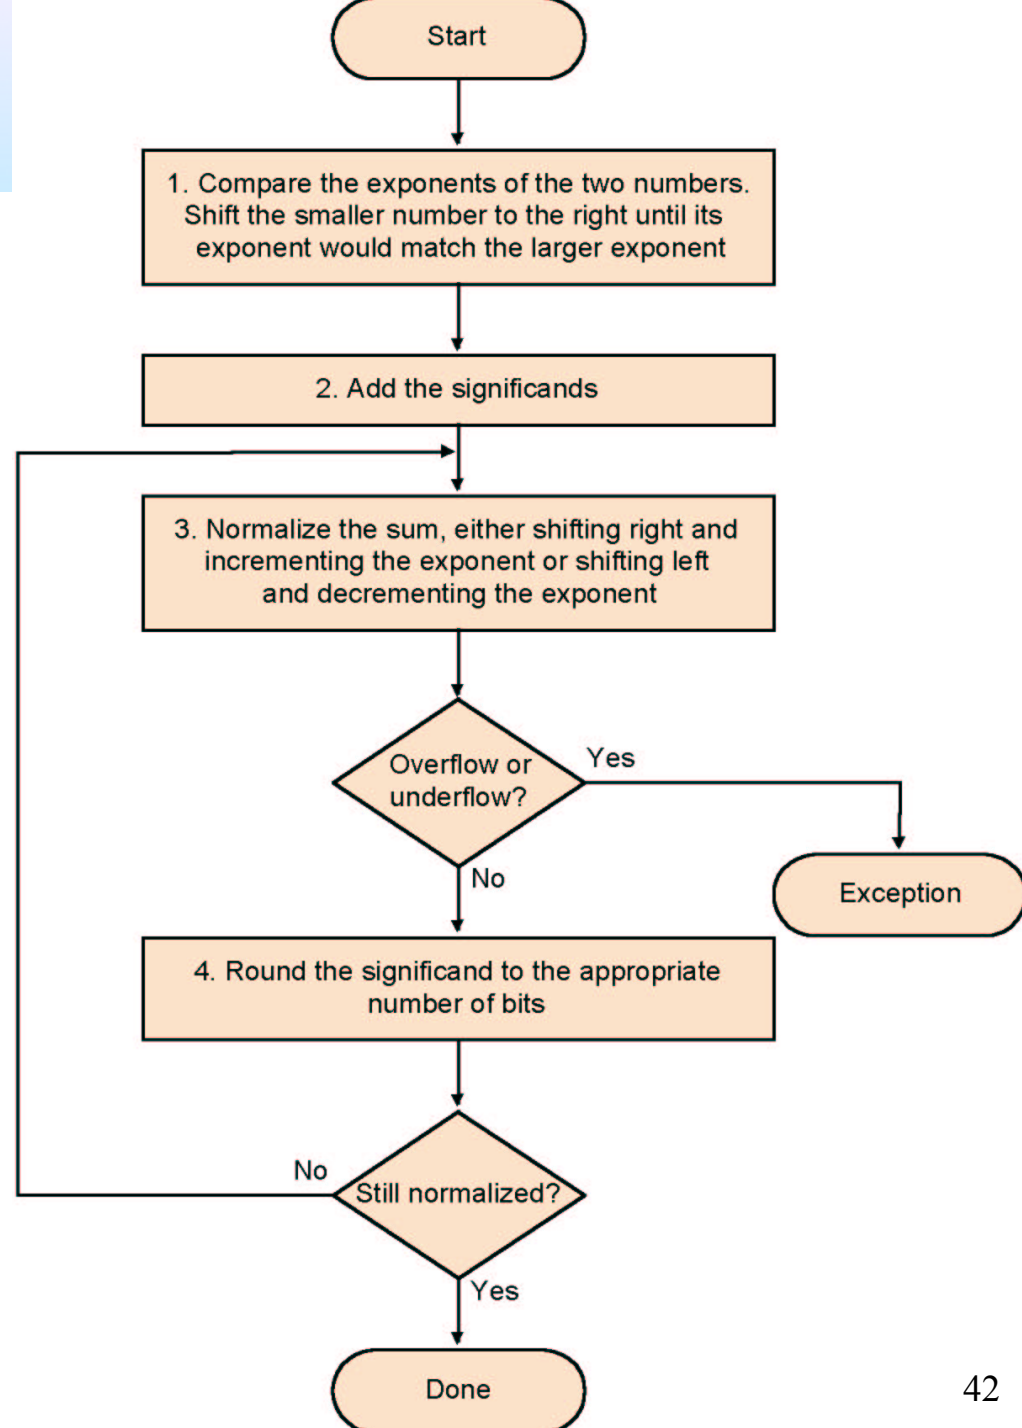 Start
1. Compare the exponents of the two numbers.
Shift the smaller number to the right until its
exponent would match the larger exponent
2. Add the significands
3. Normalize the sum, either shifting right and
incrementing the exponent or shifting left
and decrementing the exponent
Overflow or
underflow?
Yes
No
Exception
4. Round the significand to the appropriate
number of bits
No
Still normalized?
Yes
Done
42